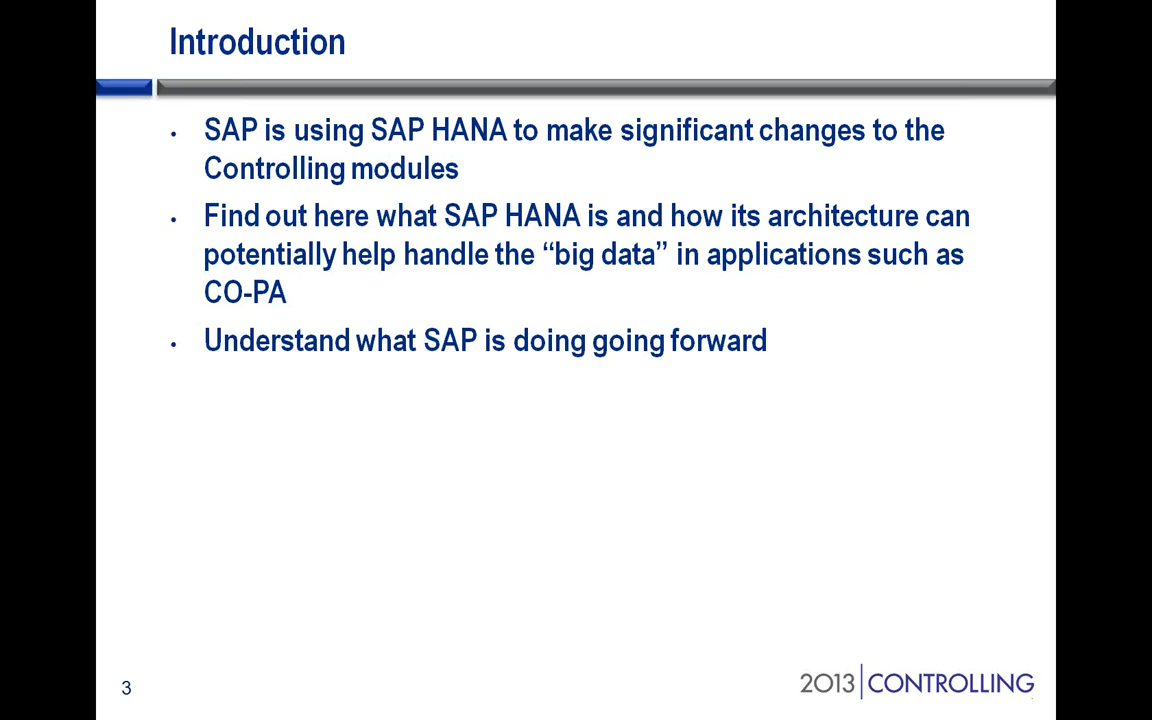 Introduction
• SAP is using SAP HANA to make significant changes to the
Controlling modules
• Find out here what SAP HANA is and how its architecture can
potentially help handle the “big data” in applications such as
CO-PA
• Understand what SAP is doing going forward
3
2013 | CONTROLLING